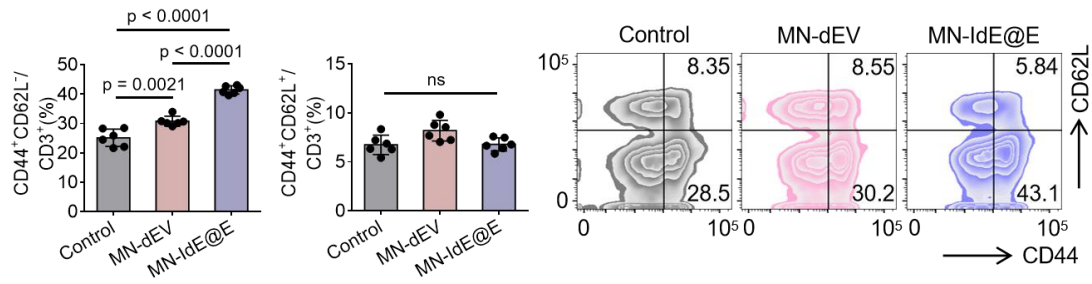 p < 0.0001
p < 0.0001
p = 0.0021
CD44⁺CD62L⁻/
CD3⁺(%)
50
40
30
20
10
0
Control
MN-dEV
MN-IdE@E
ns
CD44⁺CD62L⁺/
CD3⁺(%)
15
10
5
0
Control
MN-dEV
MN-IdE@E
Control
MN-dEV
MN-IdE@E
10⁵
8.35
8.55
5.84
0
28.5
30.2
43.1
0
10⁵
0
10⁵
0
10⁵
CD44
CD62L